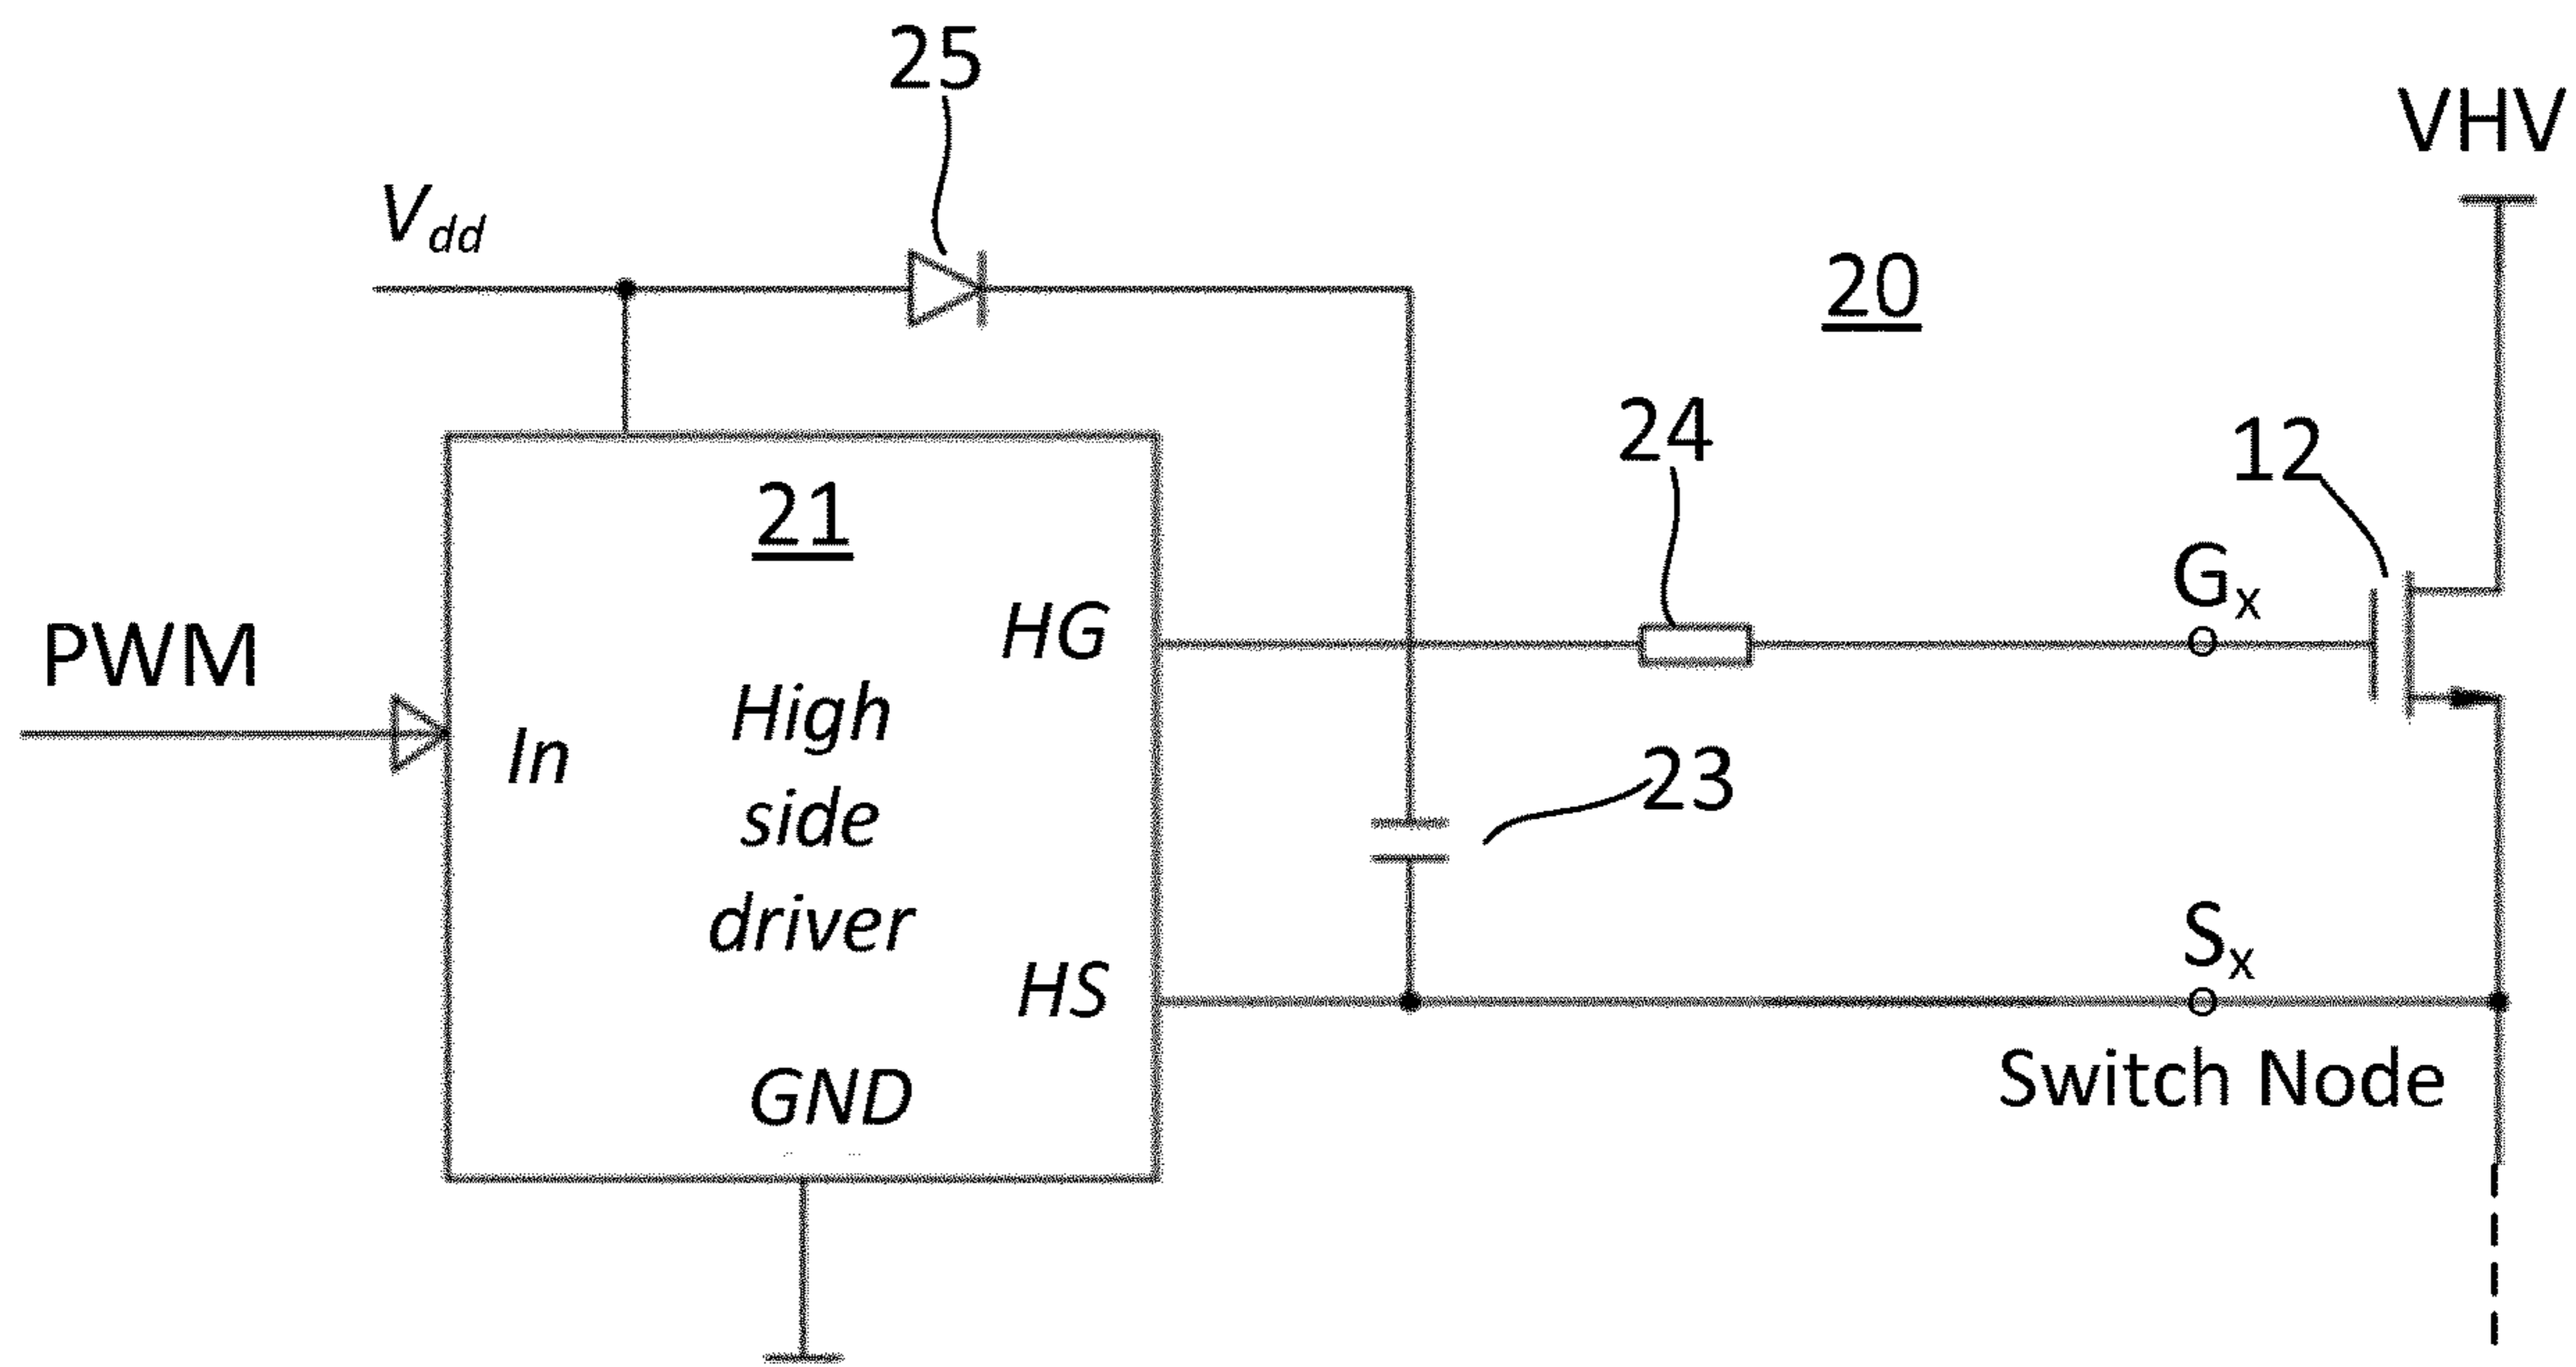 25
VHV
Vdd
20
24
12
21
Gx
HG
PWM
High
side
driver
In
23
Sx
HS
Switch Node
GND